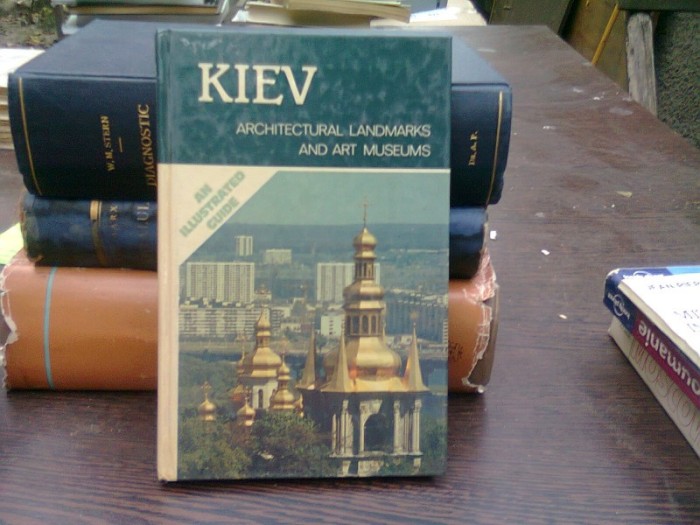 KIEV
ARCHITECTURAL LANDMARKS
AND ART MUSEUMS
AN
ILLUSTRATED
GUIDE
W. H. STERN
DIAGNOSTIC